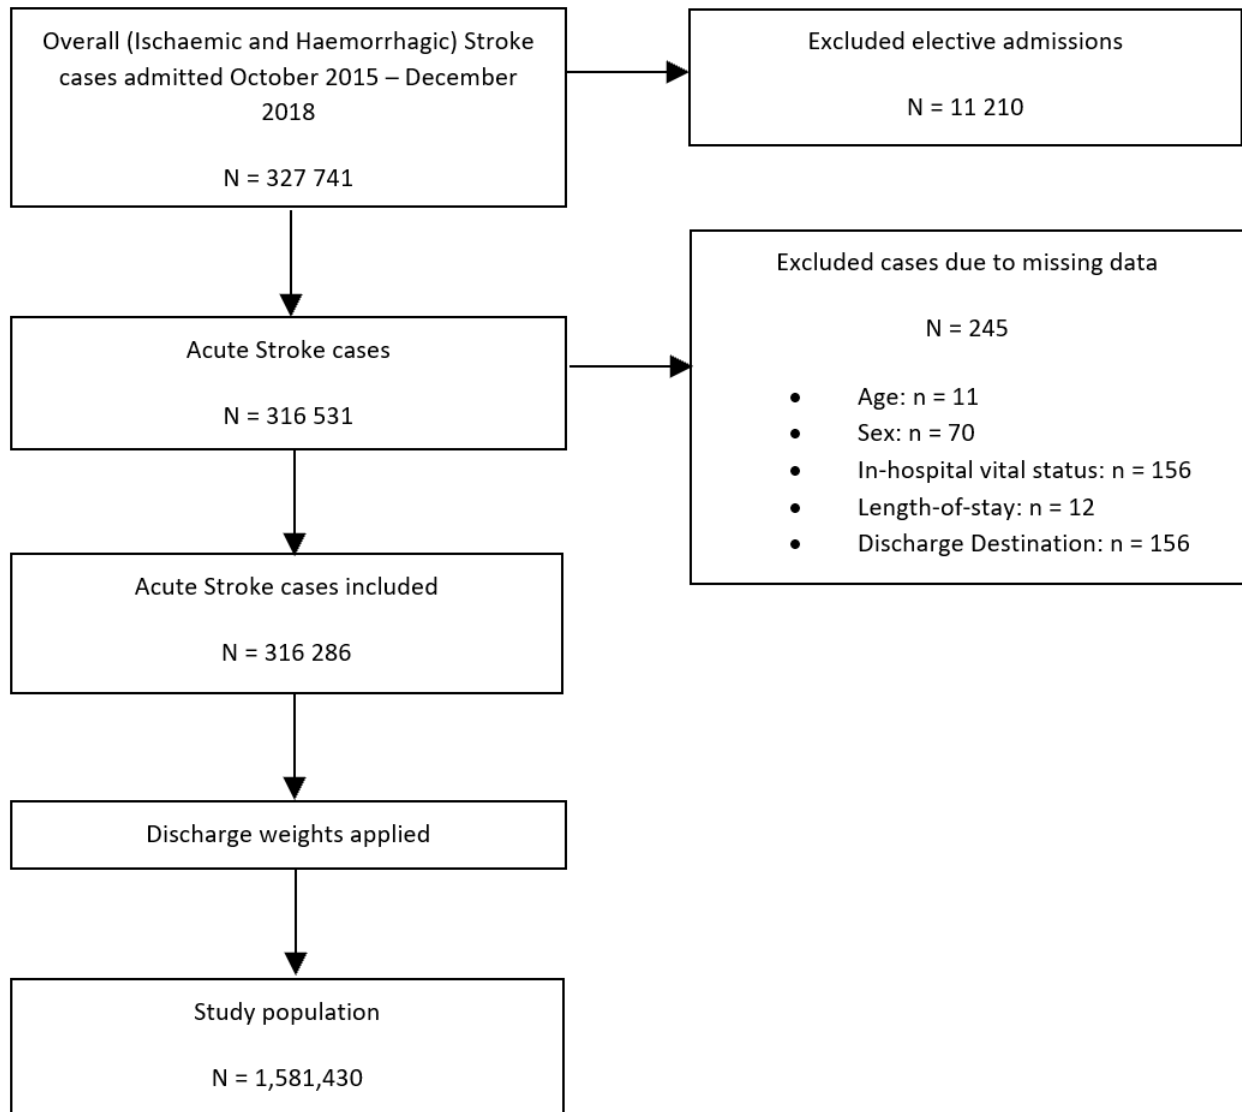 Overall (Ischaemic and Haemorrhagic) Stroke
cases admitted October 2015 – December
2018
N = 327 741
Excluded elective admissions
N = 11 210
Acute Stroke cases
N = 316 531
Excluded cases due to missing data
N = 245
• Age: n = 11
• Sex: n = 70
• In-hospital vital status: n = 156
• Length-of-stay: n = 12
• Discharge Destination: n = 156
Acute Stroke cases included
N = 316 286
Discharge weights applied
Study population
N = 1,581,430